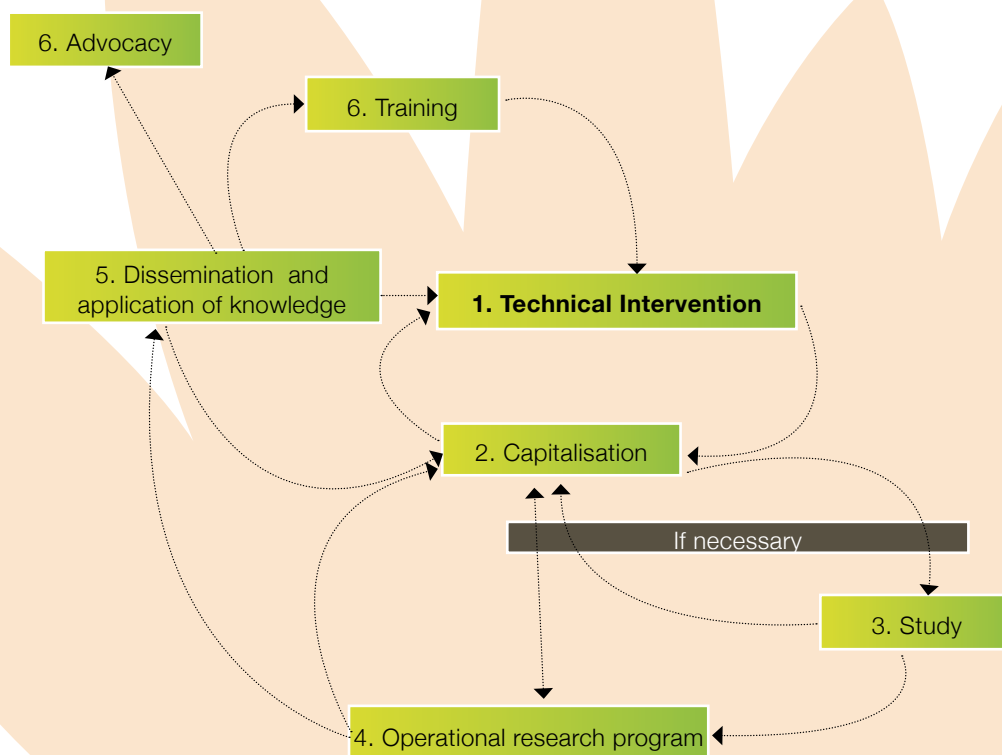 6. Advocacy
6. Training
5. Dissemination and
application of knowledge
1. Technical Intervention
2. Capitalisation
If necessary
3. Study
4. Operational research program